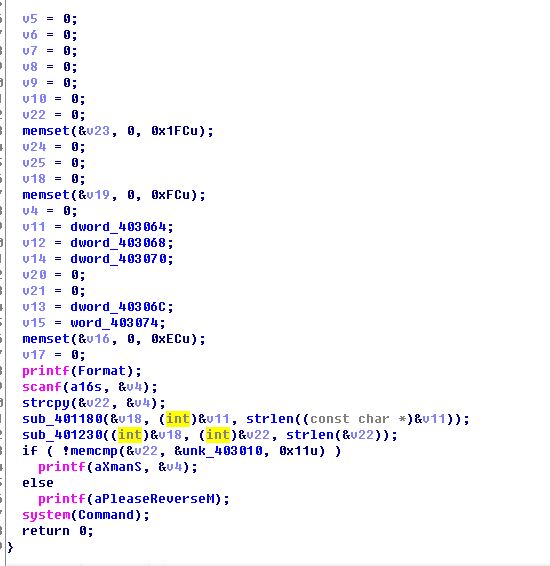 v5 = 0;
v6 = 0;
v7 = 0;
v8 = 0;
v9 = 0;
v10 = 0;
v22 = 0;
memset(&v23, 0, 0x1FCu);
v24 = 0;
v25 = 0;
v18 = 0;
memset(&v19, 0, 0xFCu);
v4 = 0;
v11 = dword_403064;
v12 = dword_403068;
v14 = dword_403070;
v20 = 0;
v21 = 0;
v13 = dword_40306C;
v15 = word_403074;
memset(&v16, 0, 0xECu);
v17 = 0;
printf(Format);
scanf(a16s, &v4);
strcpy(&v22, &v4);
sub_401180(&v18, (int)&v11, strlen((const char *)&v11));
sub_401230((int)&v18, (int)&v22, strlen(&v22));
if ( !memcmp(&v22, &unk_403010, 0x11u) )
printf(aXmanS, &v4);
else
printf(aPleaseReverseM);
system(Command);
return 0;
}